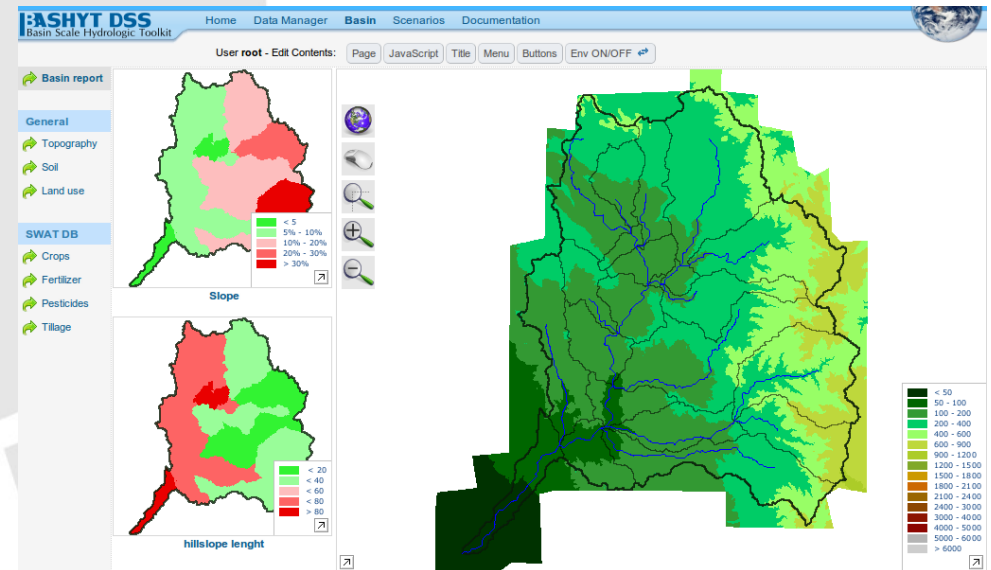 BASHYT DSS
Basin Scale Hydrologic Toolkit
Home Data Manager Basin Scenarios Documentation
User root - Edit Contents: Page JavaScript Title Menu Buttons Env ON/OFF
Basin report
General
Topography
Soil
Land use
SWAT DB
Crops
Fertilizer
Pesticides
Tillage
< 5
5% - 10%
10% - 20%
20% - 30%
> 30%
Slope
< 20
< 40
< 60
< 80
> 80
hillslope lenght
< 50
50 - 100
100 - 200
200 - 400
400 - 600
600 - 900
900 - 1200
1200 - 1500
1500 - 1800
1800 - 2100
2100 - 2400
2400 - 3000
3000 - 4000
4000 - 5000
5000 - 6000
> 6000